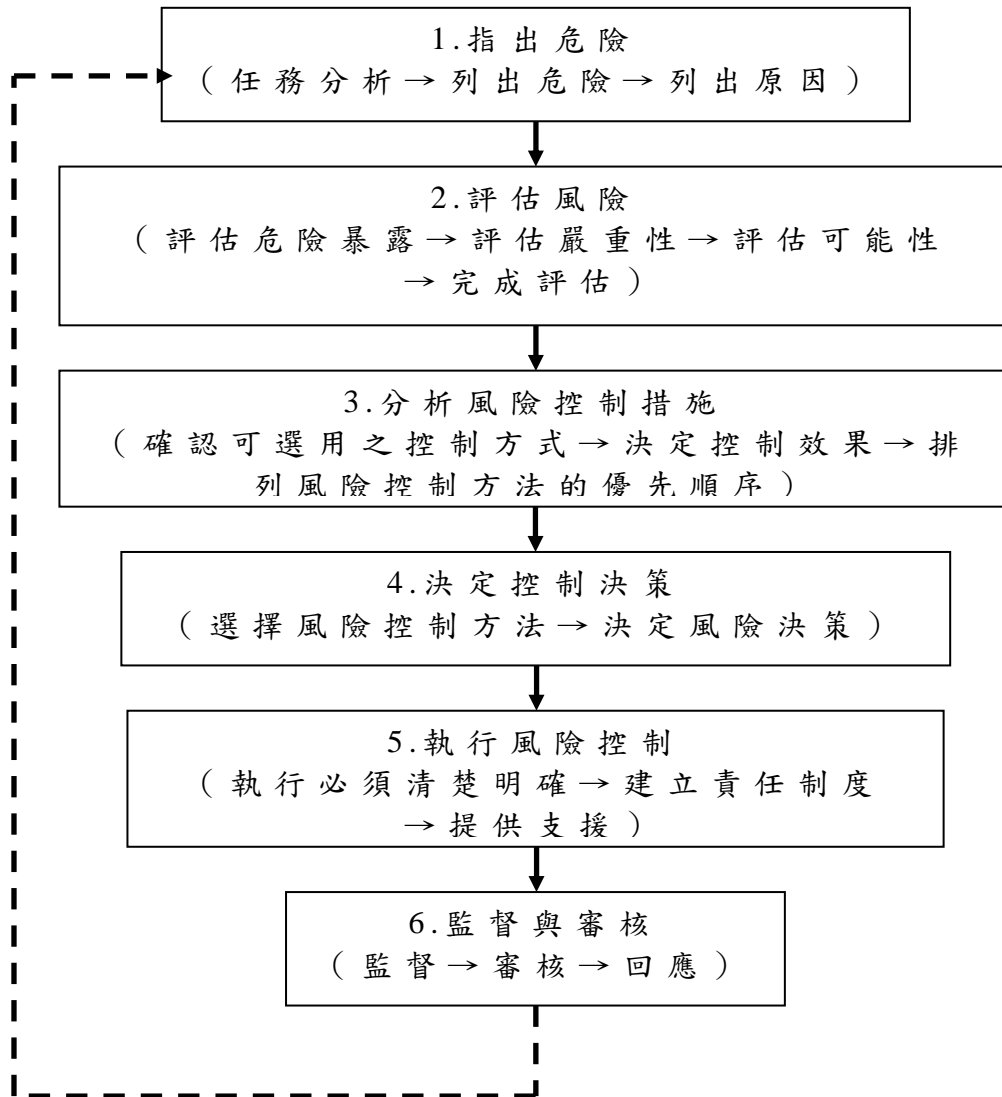 1.指出危險
（任務分析→列出危險→列出原因）
2.評估風險
（評估危險暴露→評估嚴重性→評估可能性
→完成評估）
3.分析風險控制措施
（確認可選用之控制方式→決定控制效果→排
列風險控制方法的優先順序）
4.決定控制決策
（選擇風險控制方法→決定風險決策）
5.執行風險控制
（執行必須清楚明確→建立責任制度
→提供支援）
6.監督與審核
（監督→審核→回應）